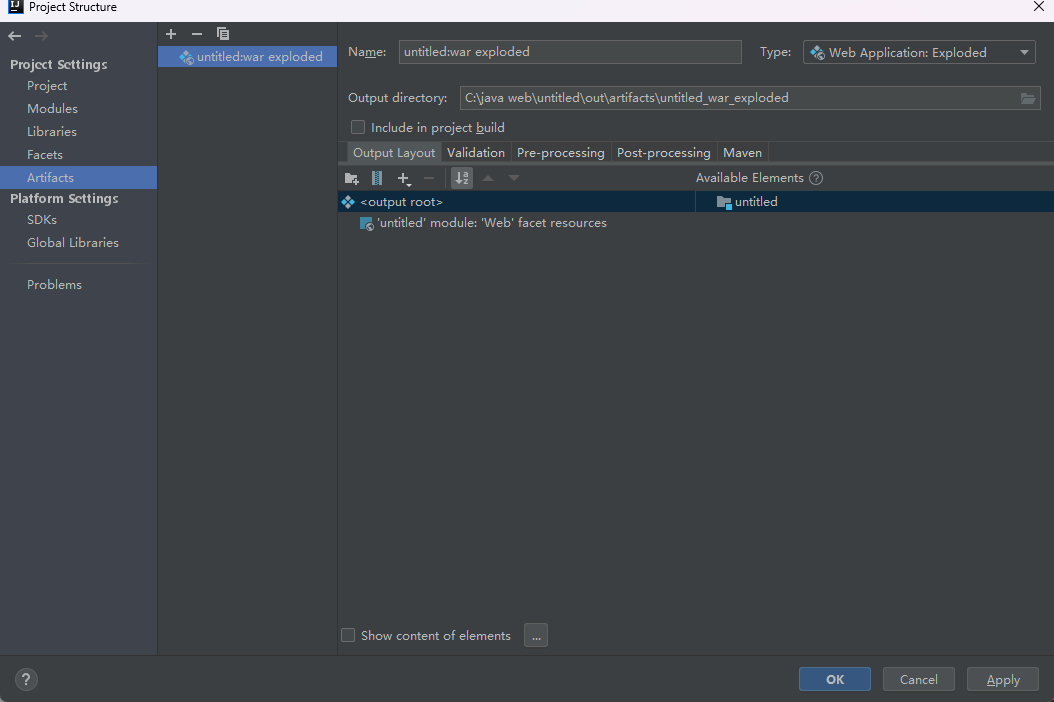 Project Structure
Project Settings
Project
Modules
Libraries
Facets
Artifacts
Platform Settings
SDKs
Global Libraries
Problems
untitled:war exploded
Name: untitled:war exploded Type: Web Application: Exploded
Output directory: C:\java web\untitled\out\artifacts\untitled_war_exploded
Include in project build
Output Layout Validation Pre-processing Post-processing Maven
Available Elements ?
<output root> untitled
'untitled' module: 'Web' facet resources
Show content of elements ...
? OK Cancel Apply